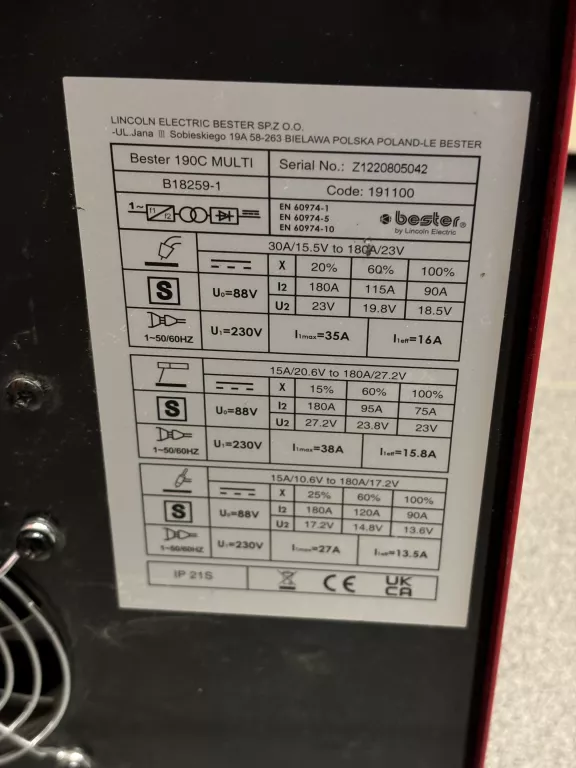 LINCOLN ELECTRIC BESTER SP.Z O.O.
-UL.Jana III Sobieskiego 19A 58-263 BIELAWA POLSKA POLAND-LE BESTER
Bester 190C MULTI Serial No.: Z1220805042
B18259-1 Code: 191100
1~ f1 f2
EN 60974-1
EN 60974-5
EN 60974-10
bester®
by Lincoln Electric
30A/15.5V to 180A/23V
X 20% 60% 100%
S U₀=88V I2 180A 115A 90A
U2 23V 19.8V 18.5V
1~50/60HZ U₁=230V I₁max=35A I₁eff=16A
15A/20.6V to 180A/27.2V
X 15% 60% 100%
S U₀=88V I2 180A 95A 75A
U2 27.2V 23.8V 23V
1~50/60HZ U₁=230V I₁max=38A I₁eff=15.8A
15A/10.6V to 180A/17.2V
X 25% 60% 100%
S U₀=88V I2 180A 120A 90A
U2 17.2V 14.8V 13.6V
1~50/60HZ U₁=230V I₁max=27A I₁eff=13.5A
IP 21S CE UK CA